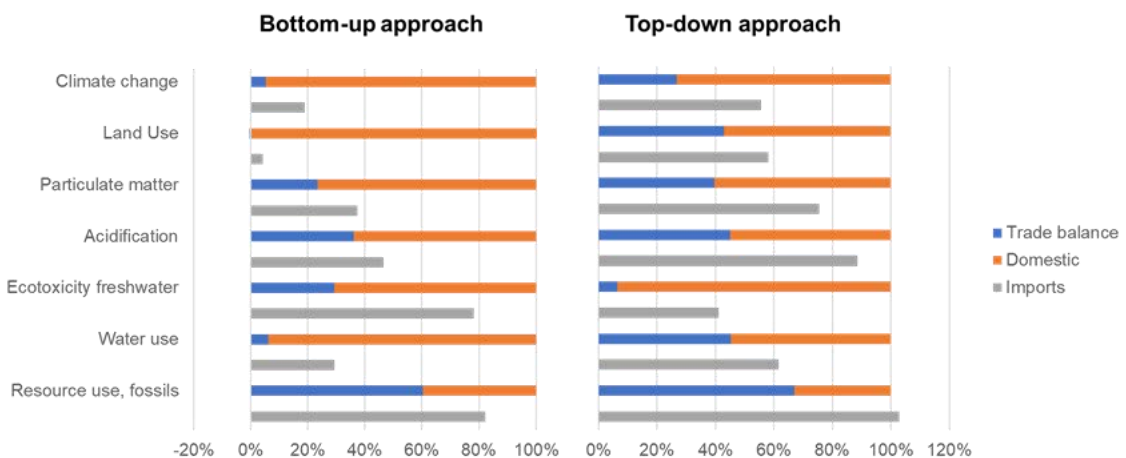 Bottom-up approach
Top-down approach
Climate change
Land Use
Particulate matter
Acidification
Ecotoxicity freshwater
Water use
Resource use, fossils
Trade balance
Domestic
Imports
-20% 0% 20% 40% 60% 80% 100%
0% 20% 40% 60% 80% 100% 120%